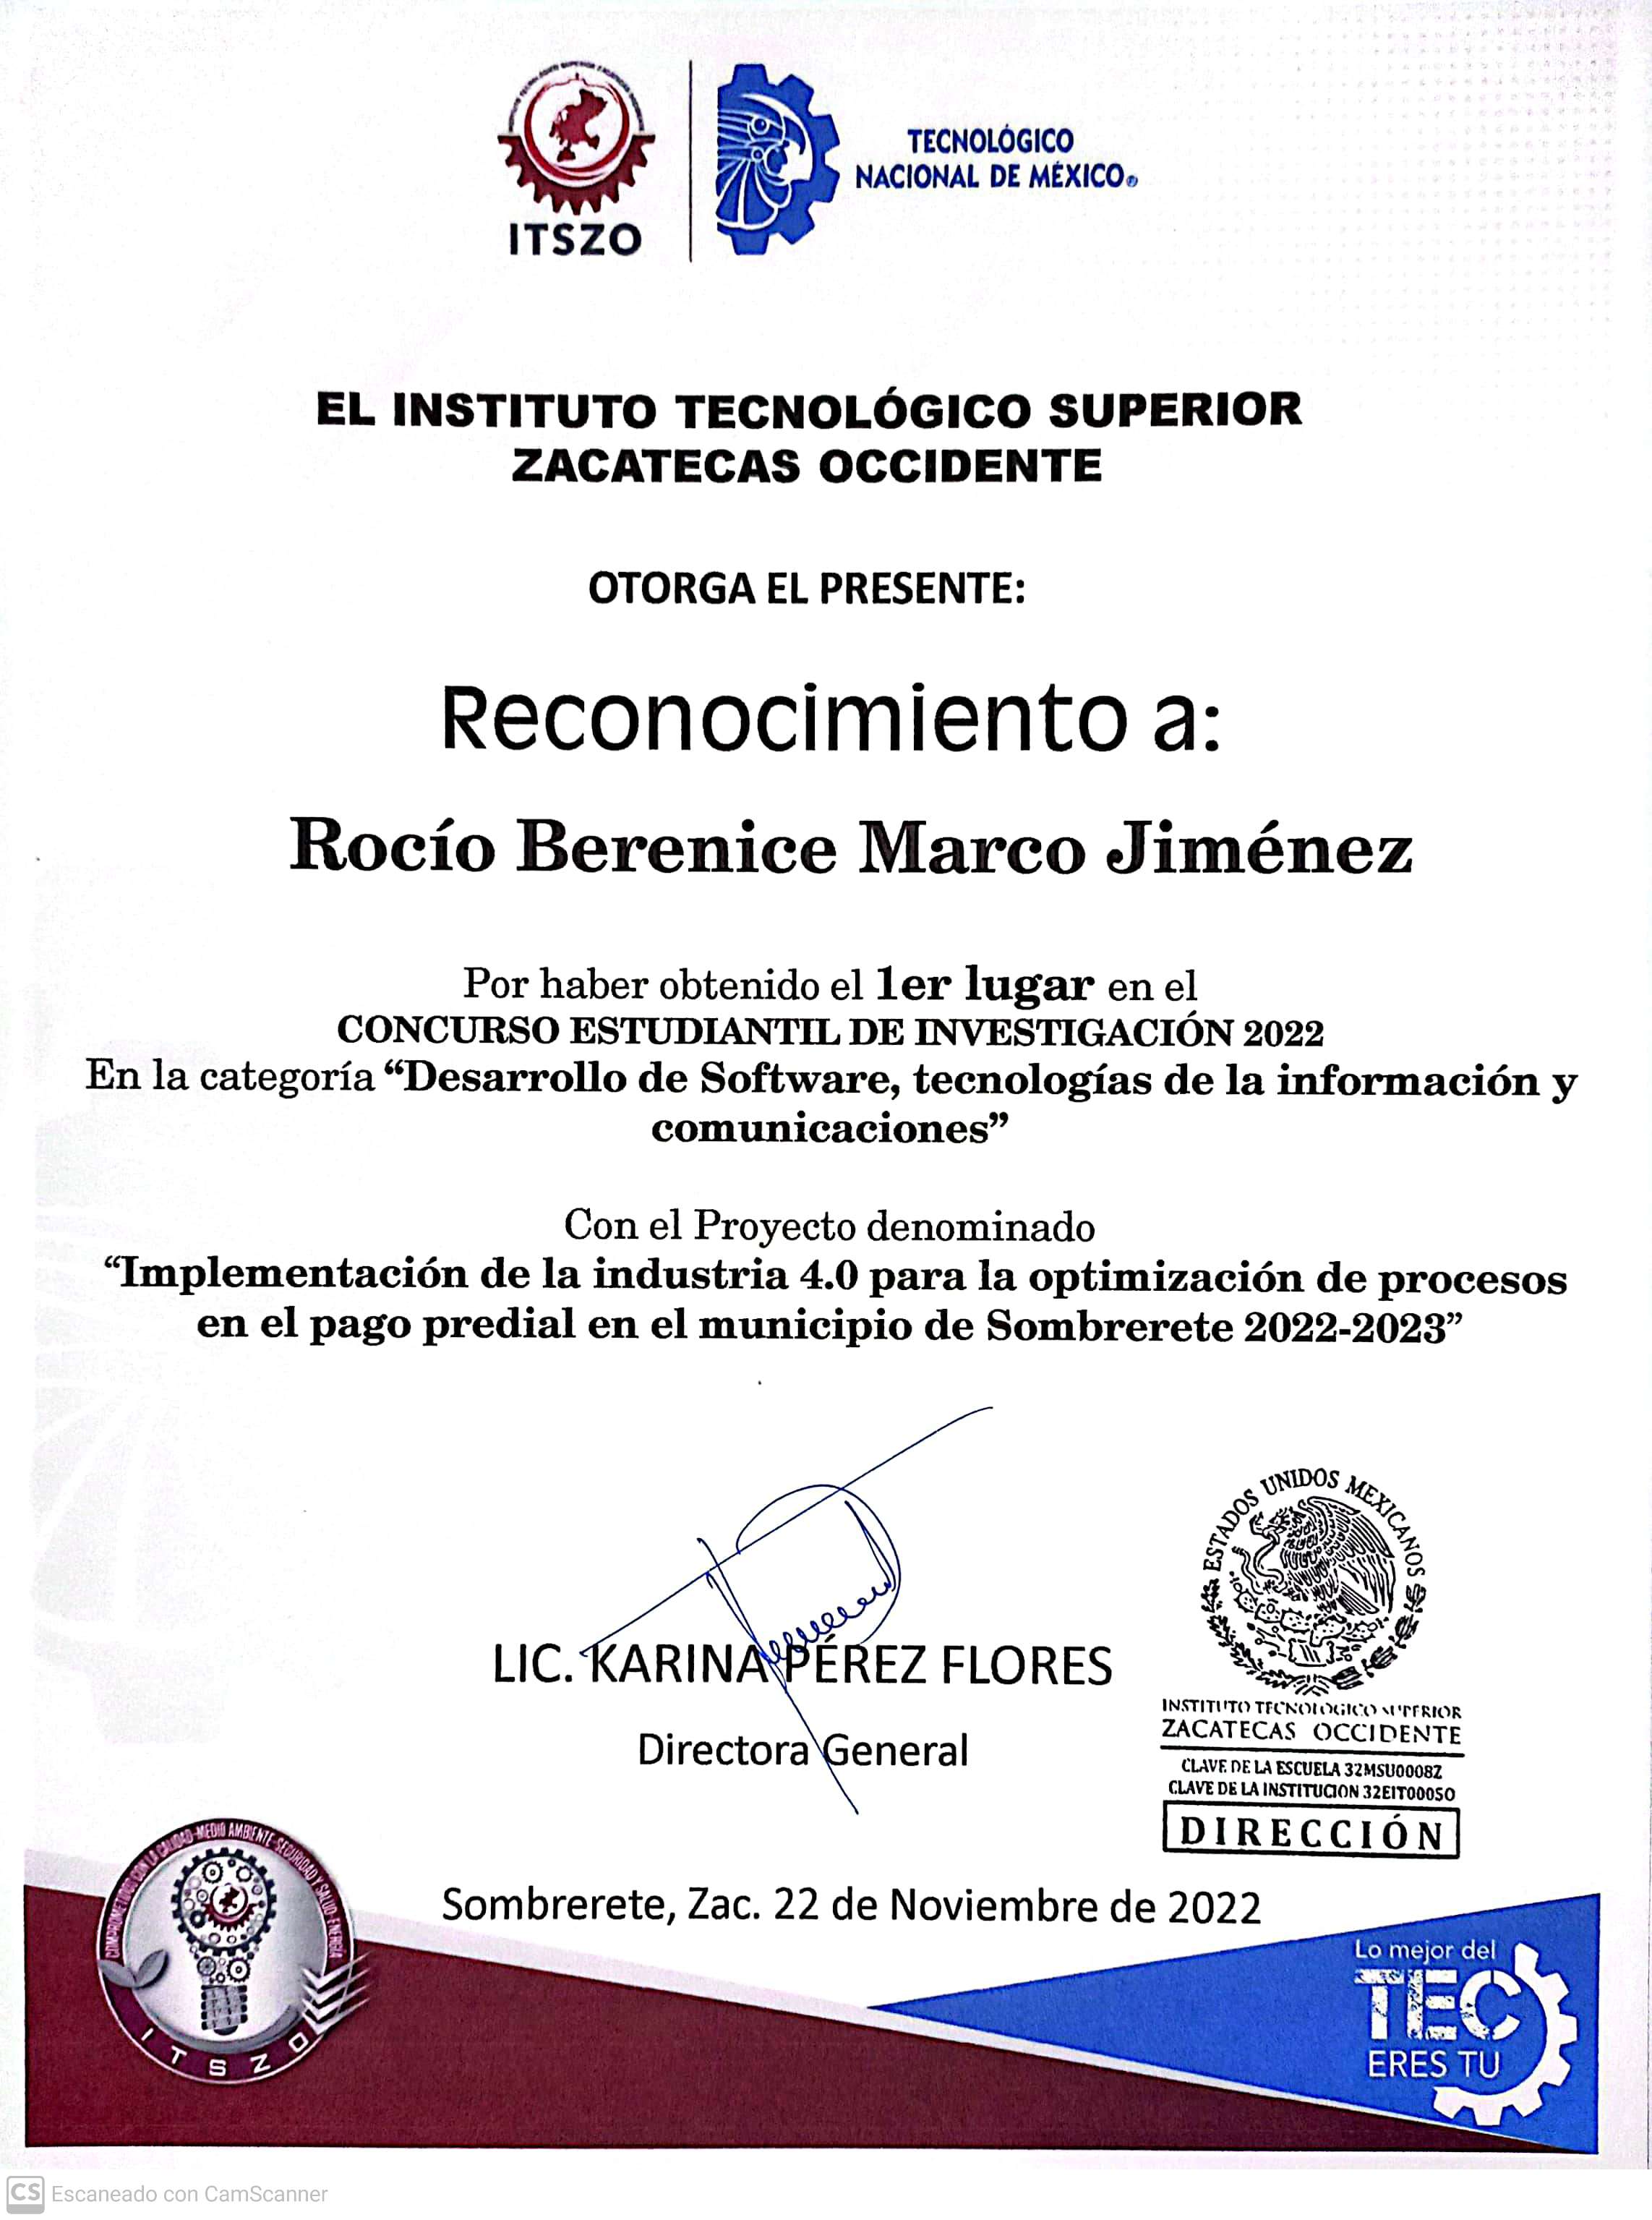 ITSZO
TECNOLÓGICO
NACIONAL DE MÉXICO®
EL INSTITUTO TECNOLÓGICO SUPERIOR
ZACATECAS OCCIDENTE
OTORGA EL PRESENTE:
Reconocimiento a:
Rocío Berenice Marco Jiménez
Por haber obtenido el 1er lugar en el
CONCURSO ESTUDIANTIL DE INVESTIGACIÓN 2022
En la categoría “Desarrollo de Software, tecnologías de la información y
comunicaciones”
Con el Proyecto denominado
“Implementación de la industria 4.0 para la optimización de procesos
en el pago predial en el municipio de Sombrerete 2022-2023”
LIC. KARINA PÉREZ FLORES
Directora General
ESTADOS UNIDOS MEXICANOS
INSTITUTO TECNOLOGICO SUPERIOR
ZACATECAS OCCIDENTE
CLAVE DE LA ESCUELA 32MSU0008Z
CLAVE DE LA INSTITUCION 32EIT0005O
DIRECCIÓN
Sombrerete, Zac. 22 de Noviembre de 2022
COMPROMETIDOS CON LA CALIDAD-MEDIO AMBIENTE-SEGURIDAD Y SALUD-ENERGÍA
ITSZO
Lo mejor del
TEC
ERES TU
CS Escaneado con CamScanner